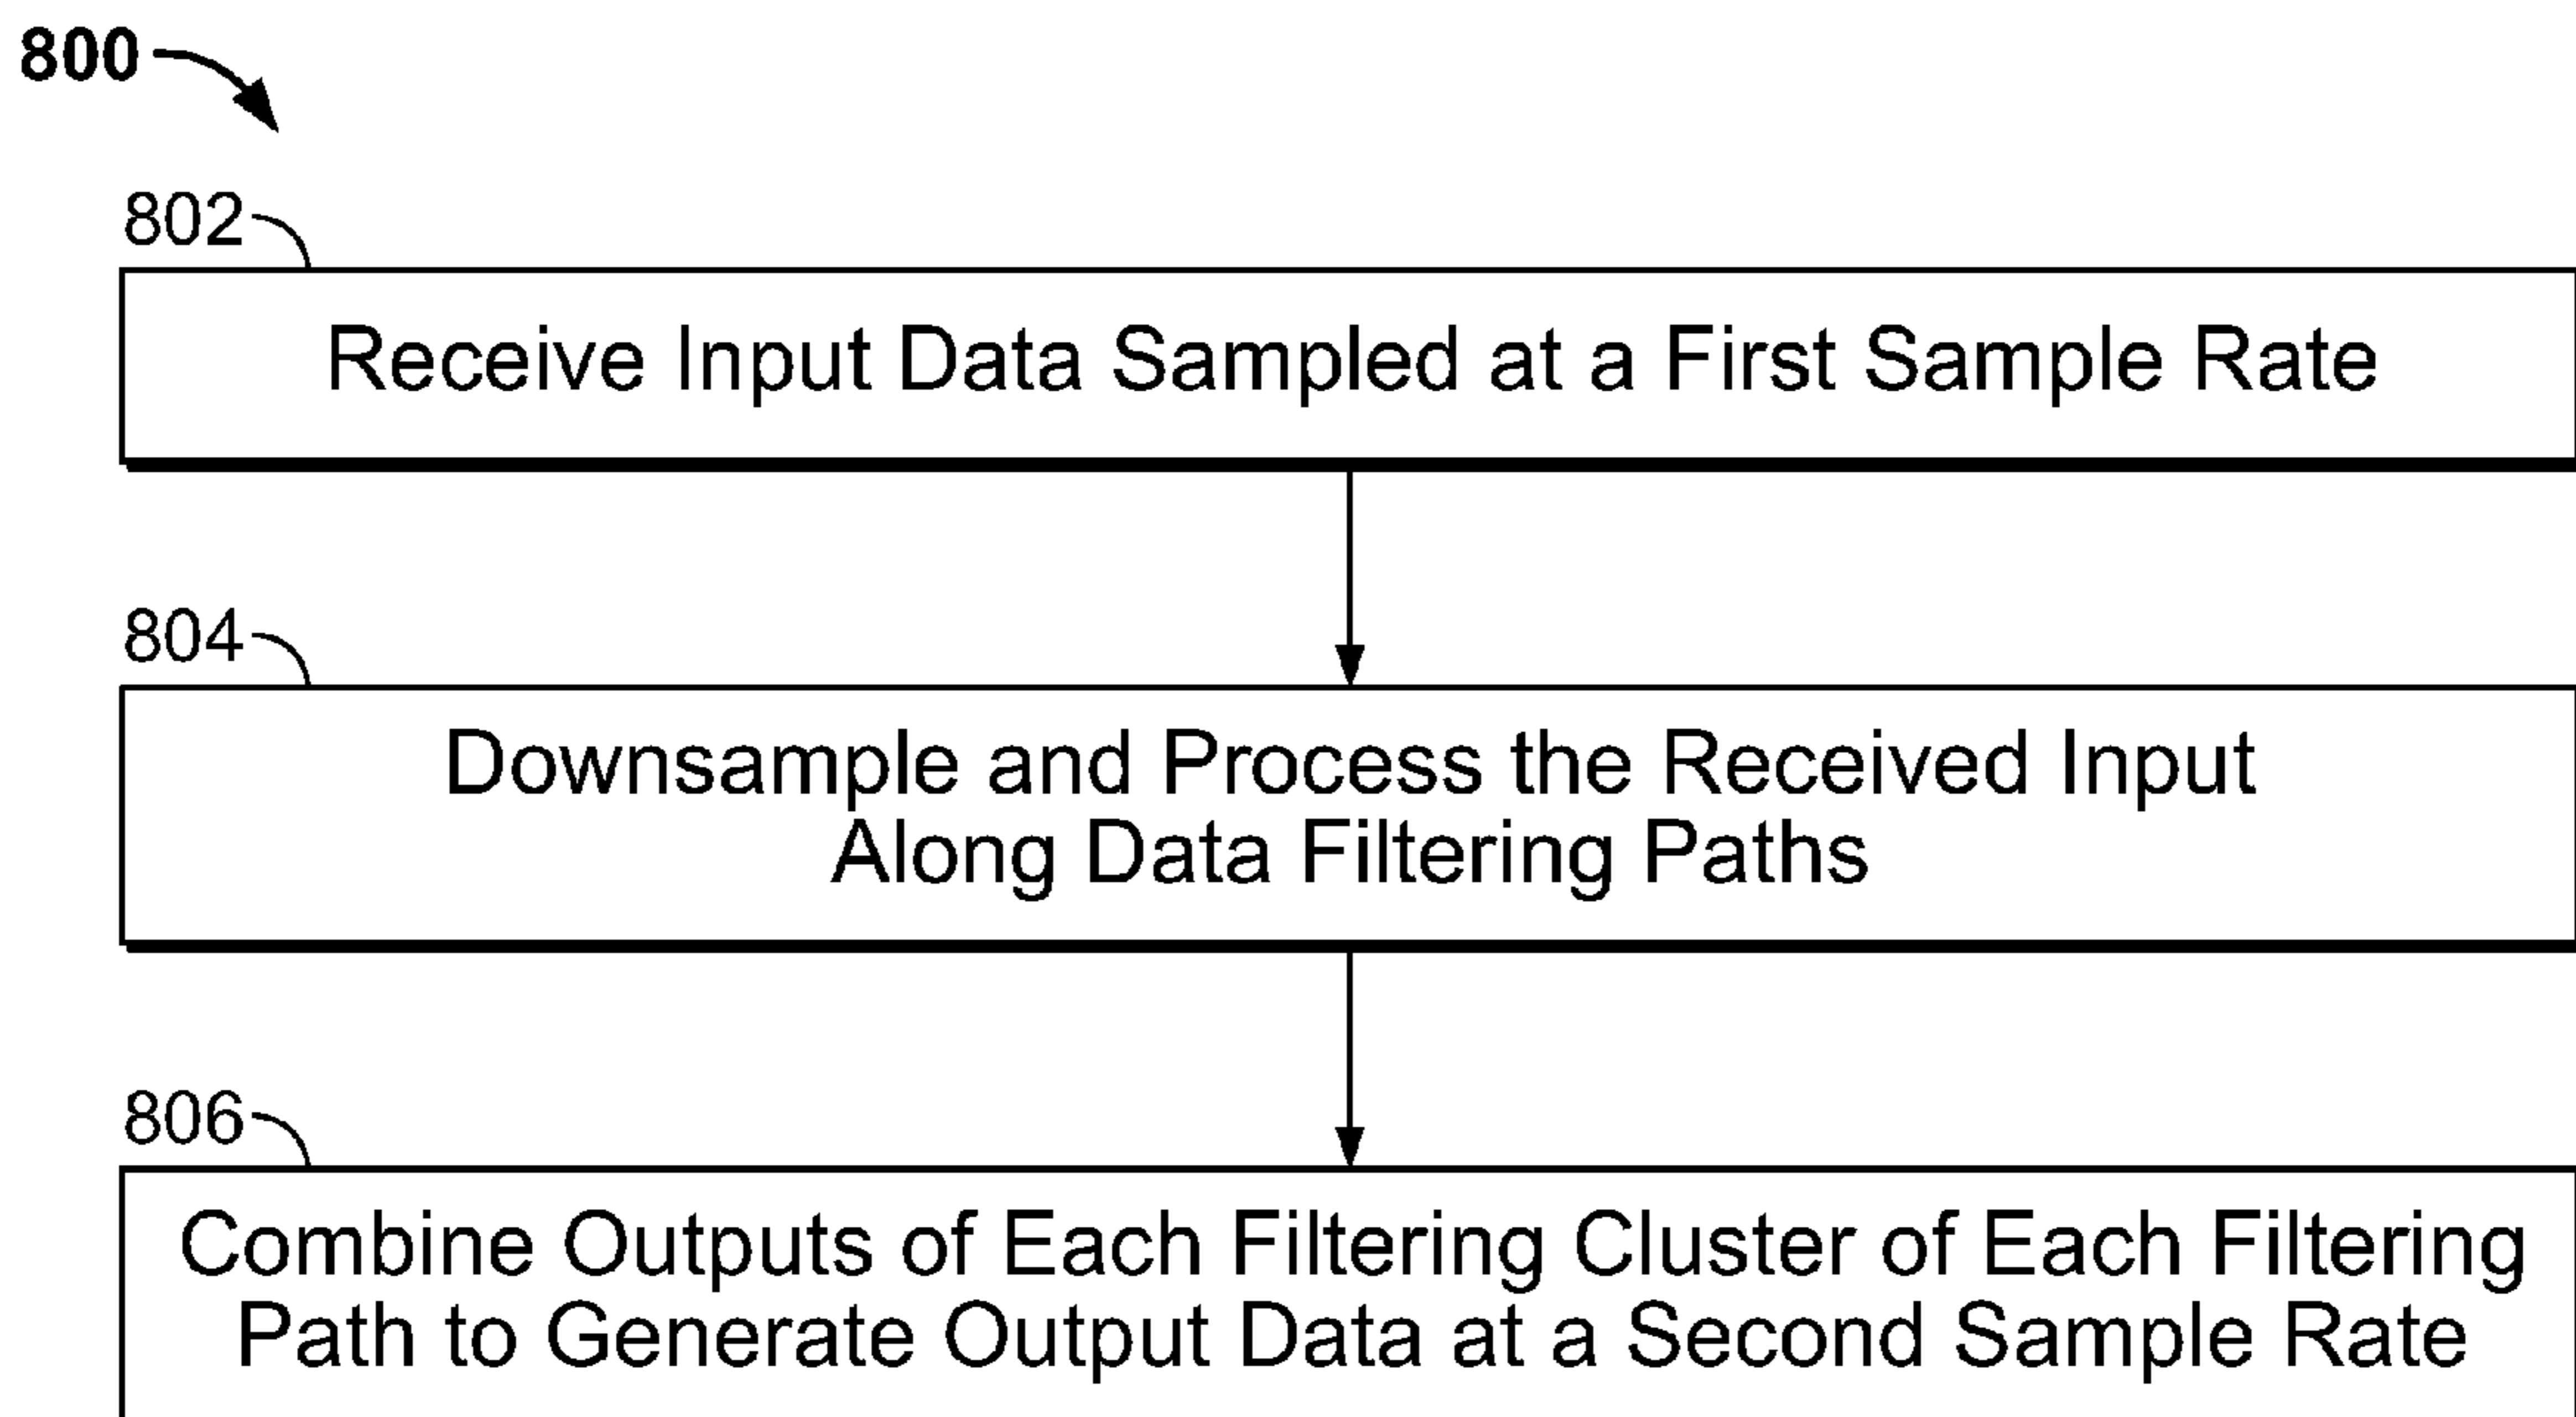 800
802
Receive Input Data Sampled at a First Sample Rate
804
Downsample and Process the Received Input
Along Data Filtering Paths
806
Combine Outputs of Each Filtering Cluster of Each Filtering
Path to Generate Output Data at a Second Sample Rate